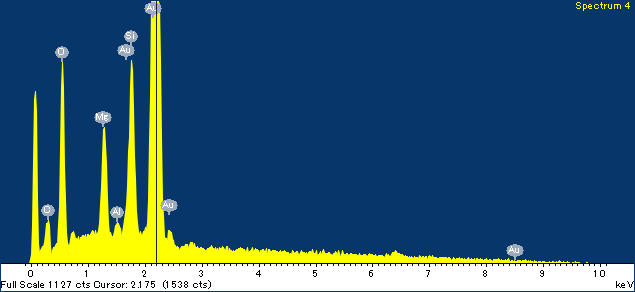 Spectrum 4
Au
Si
O
Au
Mg
O
Al
Au
Au
0 1 2 3 4 5 6 7 8 9 10
Full Scale 1127 cts Cursor: 2.175 (1538 cts) keV